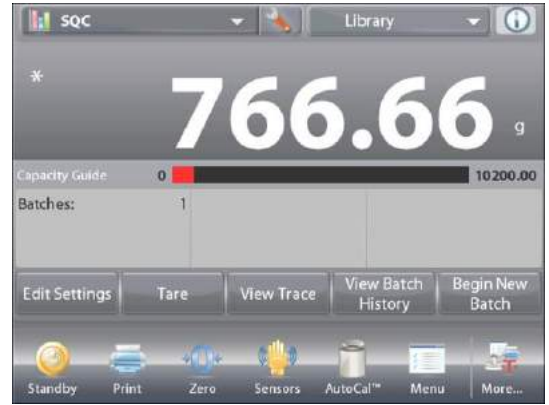 SQC Library
*
766.66 g
Capacity Guide 0 10200.00
Batches: 1
Edit Settings Tare View Trace View Batch History Begin New Batch
Standby Print Zero Sensors AutoCal™ Menu More...